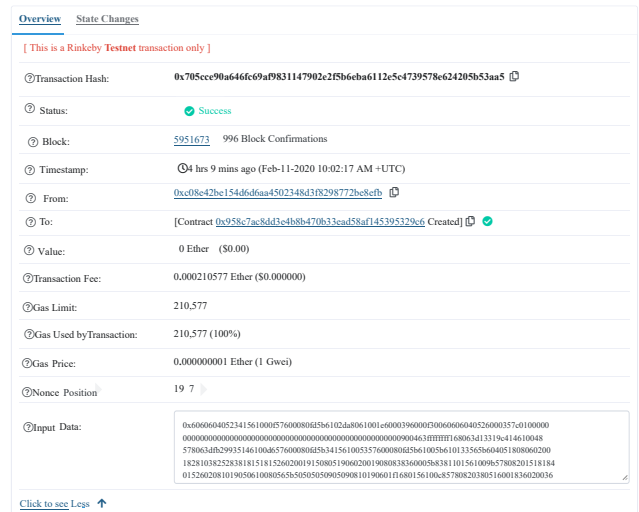 Overview State Changes
[ This is a Rinkeby Testnet transaction only ]
Transaction Hash: 0x705cce90a646fc69af9831147902e2f5b6eba6112e5c4739578e624205b53aa5
Status: Success
Block: 5951673 996 Block Confirmations
Timestamp: 4 hrs 9 mins ago (Feb-11-2020 10:02:17 AM +UTC)
From: 0xc08e42be154d6d6aa4502348d3f8298772be8efb
To: [Contract 0x958c7ac8dd3e4b8b470b33ead58af145395329c6 Created]
Value: 0 Ether ($0.00)
Transaction Fee: 0.000210577 Ether ($0.000000)
Gas Limit: 210,577
Gas Used byTransaction: 210,577 (100%)
Gas Price: 0.000000001 Ether (1 Gwei)
Nonce Position 19 7
Input Data:
578063dfb29935146100d657600080fd5b341561005357600080fd5b61005b610133565b604051808060200
Click to see Less